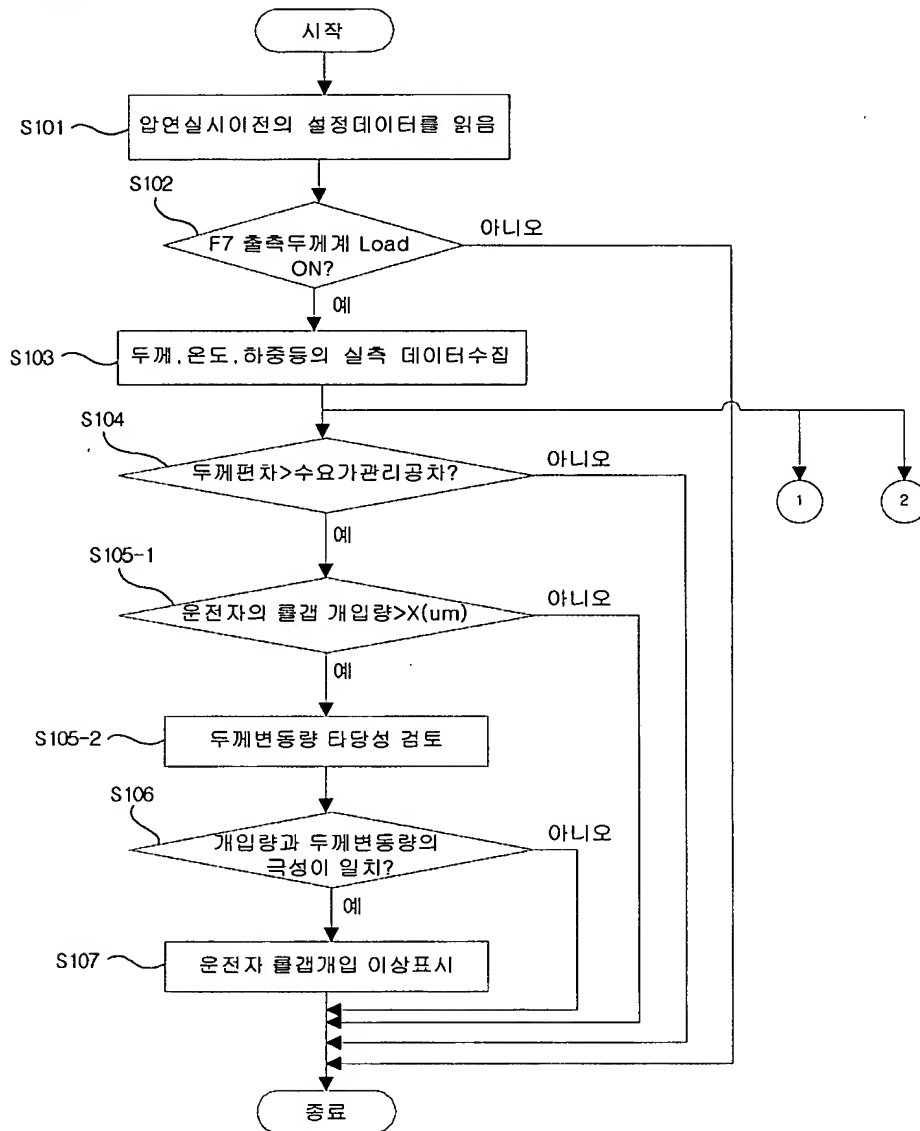 시작
S101
압연실시이전의 설정데이터를 읽음
S102
F7 출측두께계 Load
ON?
아니오
예
S103
두께,온도,하중등의 실측 데이터수집
S104
두께편차>수요가관리공차?
아니오
1
2
예
S105-1
운전자의 롤갭 개입량>X(um)
아니오
예
S105-2
두께변동량 타당성 검토
S106
개입량과 두께변동량의
극성이 일치?
아니오
예
S107
운전자 롤갭개입 이상표시
종료